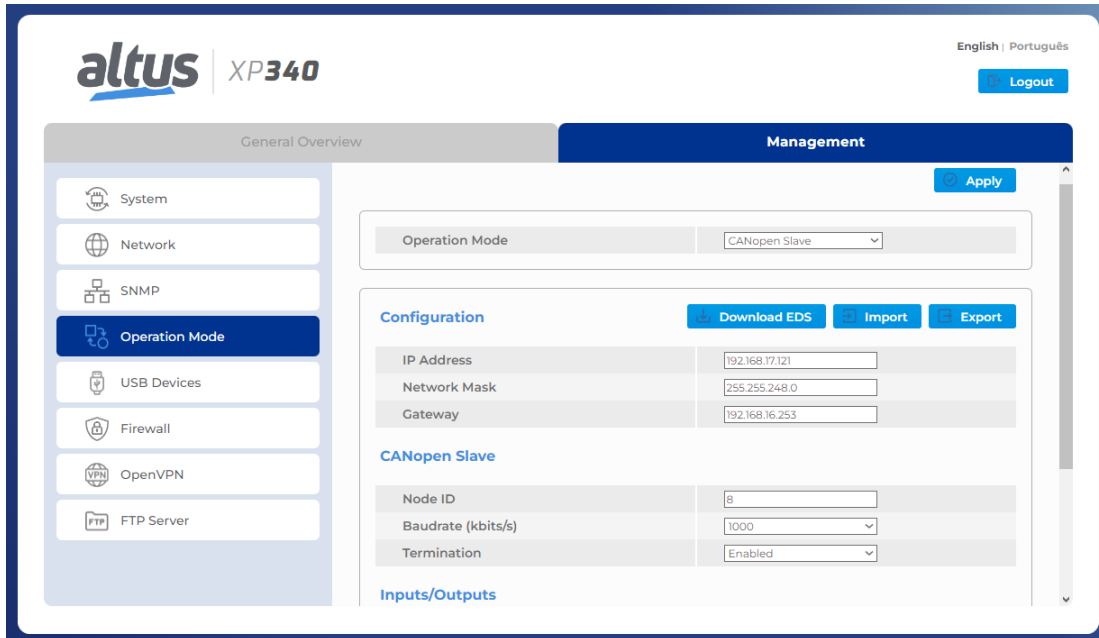 English | Português
altus | XP340
Logout
General Overview
Management
Apply
System
Network
SNMP
Operation Mode
USB Devices
Firewall
VPN OpenVPN
FTP FTP Server
Operation Mode CANopen Slave
Configuration Download EDS Import Export
IP Address 192.168.17.121
Network Mask 255.255.248.0
Gateway 192.168.16.253
CANopen Slave
Node ID 8
Baudrate (kbits/s) 1000
Termination Enabled
Inputs/Outputs